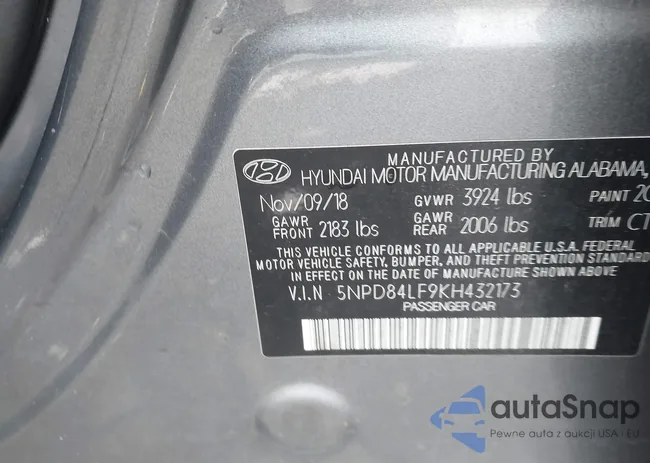 MANUFACTURED BY
HYUNDAI MOTOR MANUFACTURING ALABAMA,
Nov/09/18 GVWR 3924 lbs PAINT
GAWR FRONT 2183 lbs GAWR REAR 2006 lbs TRIM
THIS VEHICLE CONFORMS TO ALL APPLICABLE U.S.A. FEDERAL
MOTOR VEHICLE SAFETY, BUMPER, AND THEFT PREVENTION STANDARD
IN EFFECT ON THE DATE OF MANUFACTURE SHOWN ABOVE.
V.I.N 5NPD84LF9KH432173
PASSENGER CAR
autaSnap
Pewne auta z aukcji USA · EU